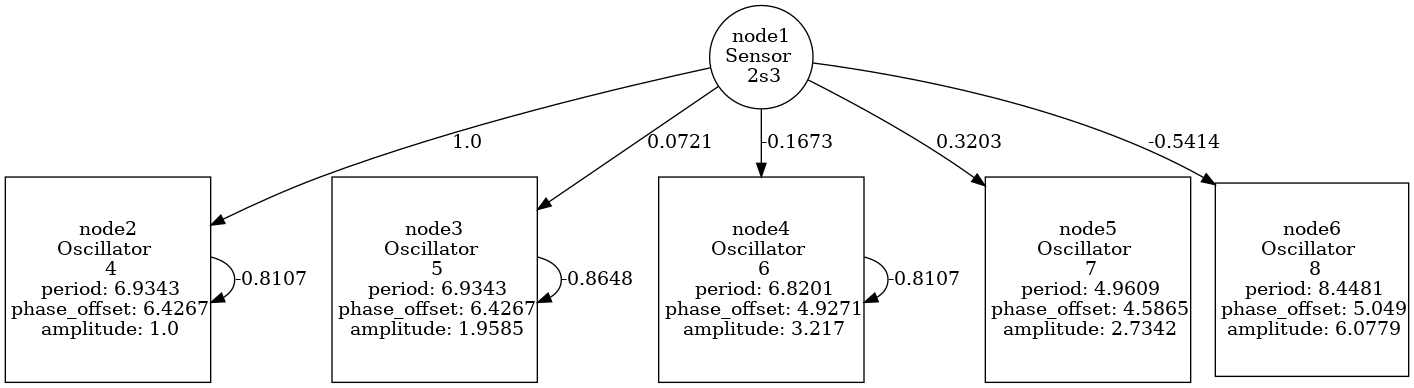 node1
Sensor
2s3
1.0
0.0721
-0.1673
0.3203
-0.5414
node2
Oscillator
4
period: 6.9343
phase_offset: 6.4267
amplitude: 1.0
-0.8107
node3
Oscillator
5
period: 6.9343
phase_offset: 6.4267
amplitude: 1.9585
-0.8648
node4
Oscillator
6
period: 6.8201
phase_offset: 4.9271
amplitude: 3.217
-0.8107
node5
Oscillator
7
period: 4.9609
phase_offset: 4.5865
amplitude: 2.7342
node6
Oscillator
8
period: 8.4481
phase_offset: 5.049
amplitude: 6.0779